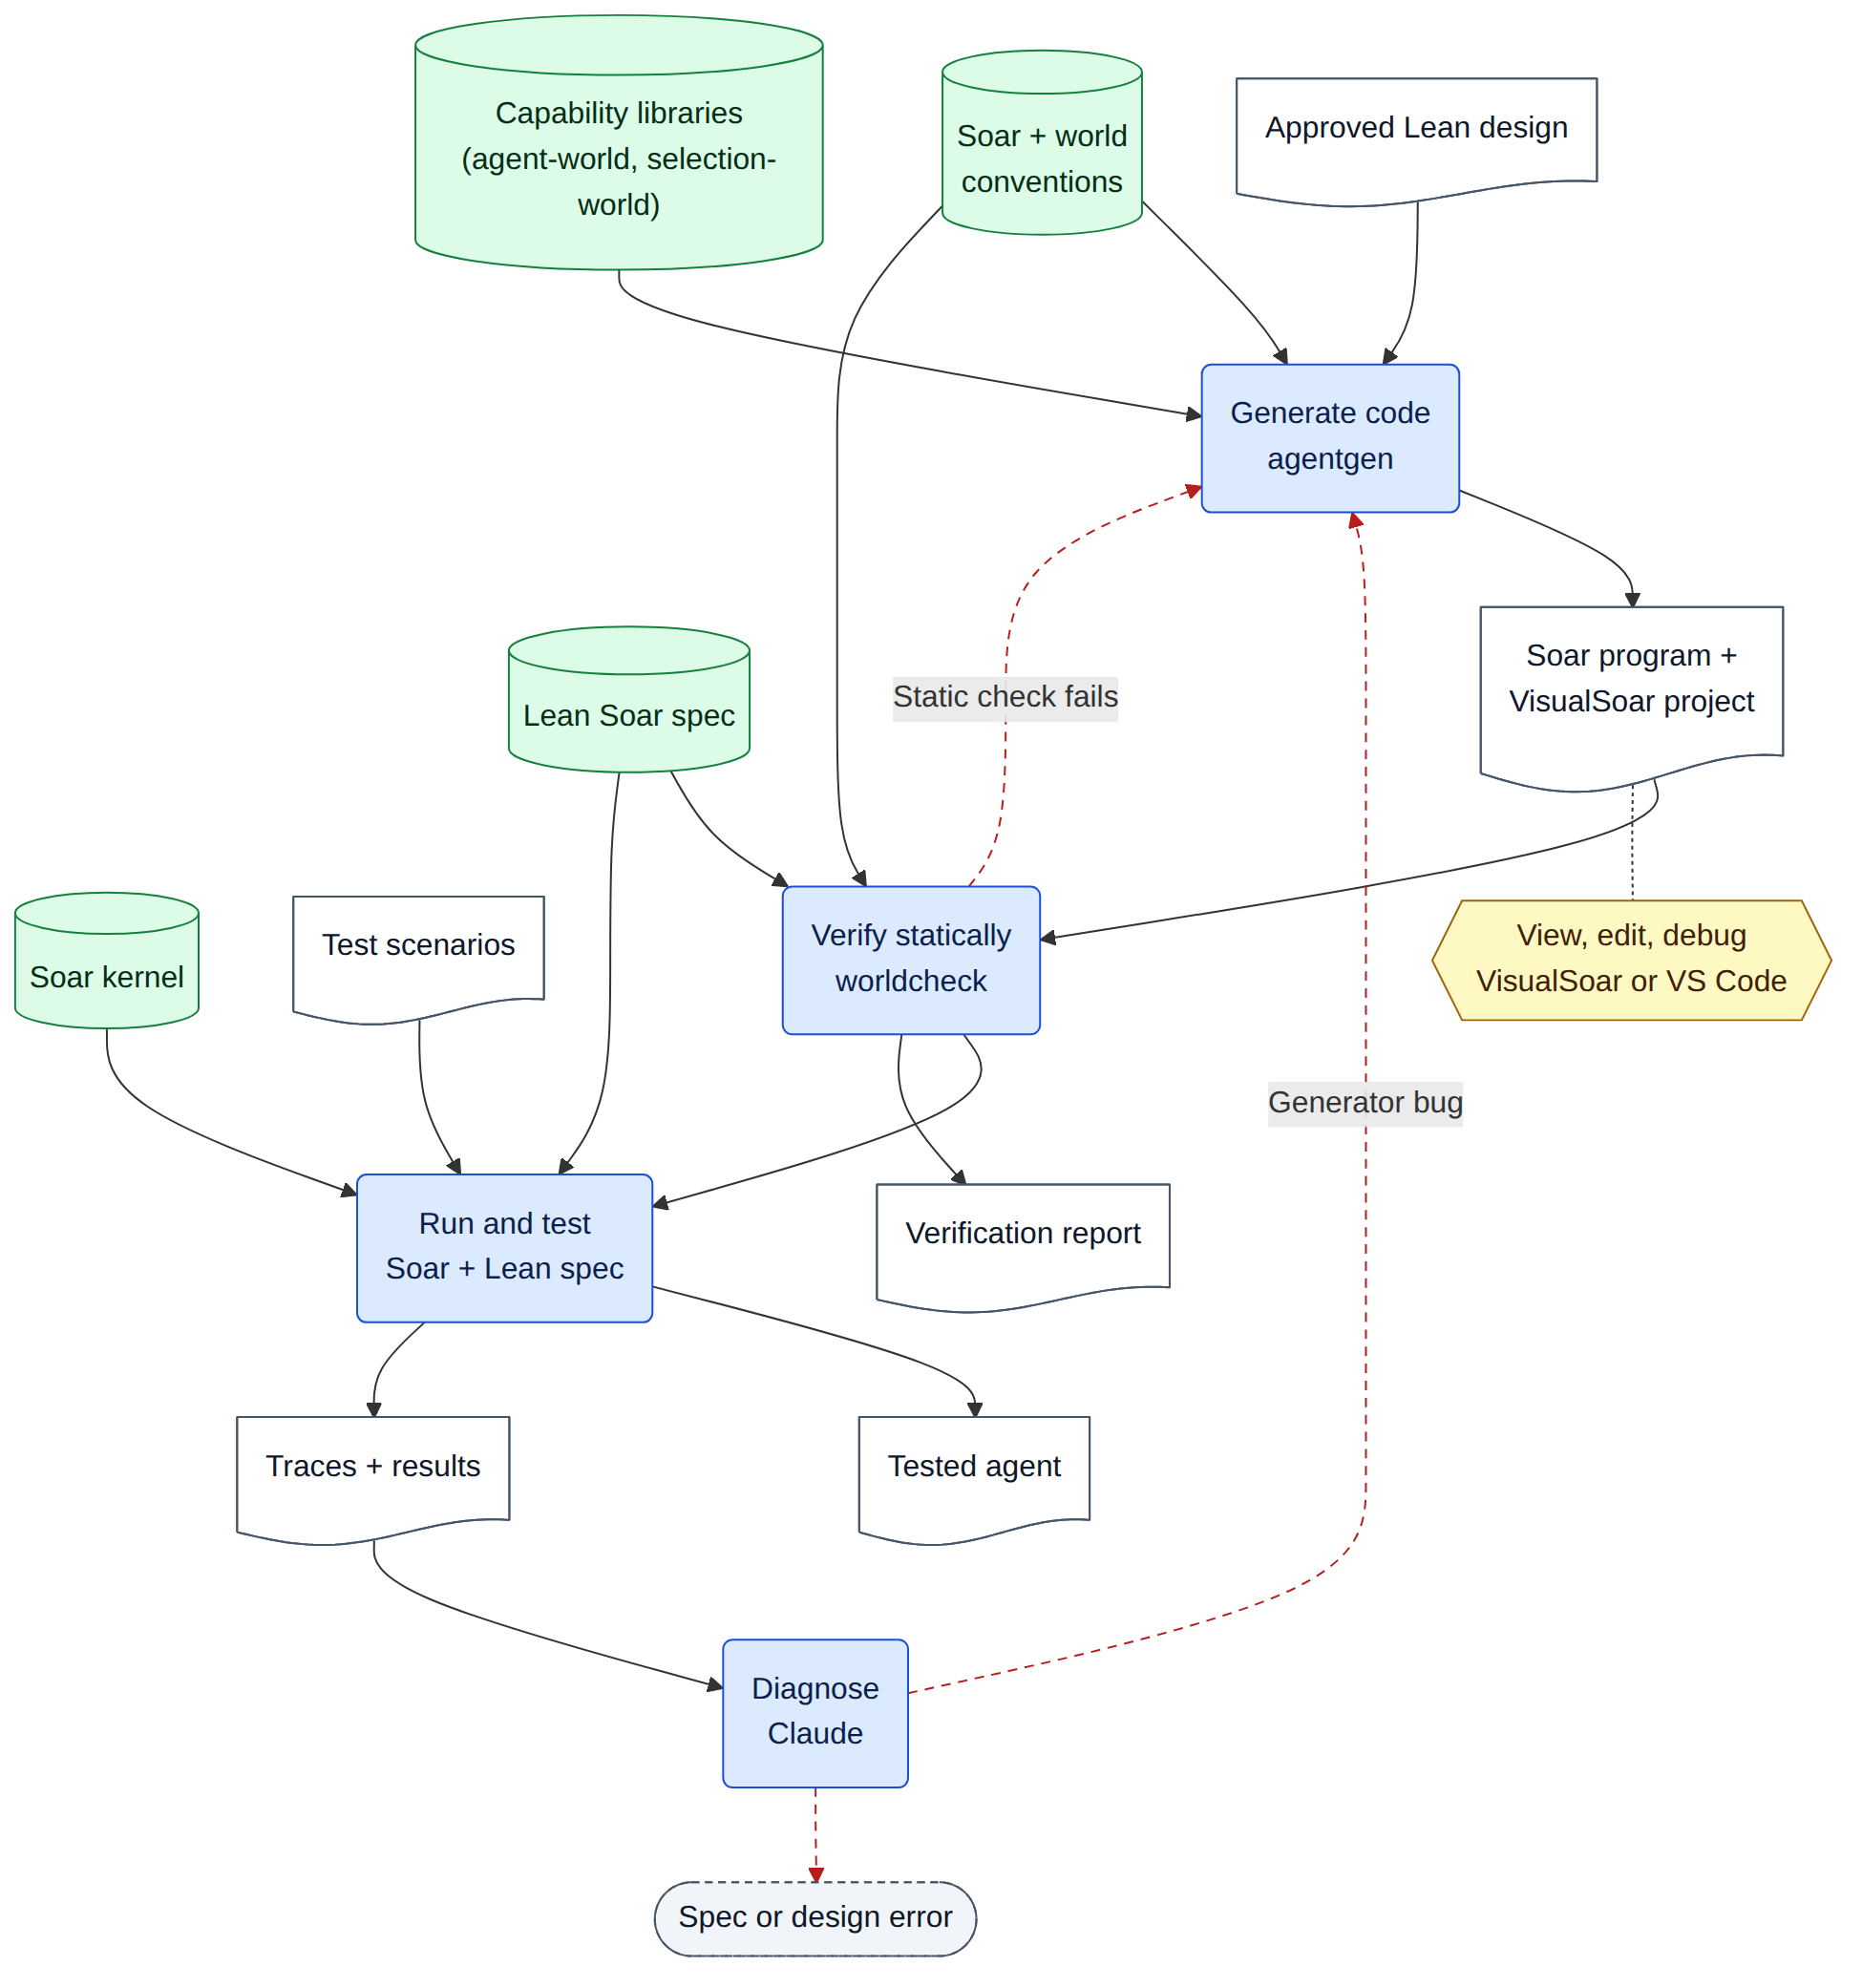 Capability libraries
(agent-world, selection-
world)
Soar + world
conventions
Approved Lean design
Generate code
agentgen
Soar program +
VisualSoar project
Static check fails
Lean Soar spec
Soar kernel
Test scenarios
Verify statically
worldcheck
View, edit, debug
VisualSoar or VS Code
Generator bug
Run and test
Soar + Lean spec
Verification report
Traces + results
Tested agent
Diagnose
Claude
Spec or design error